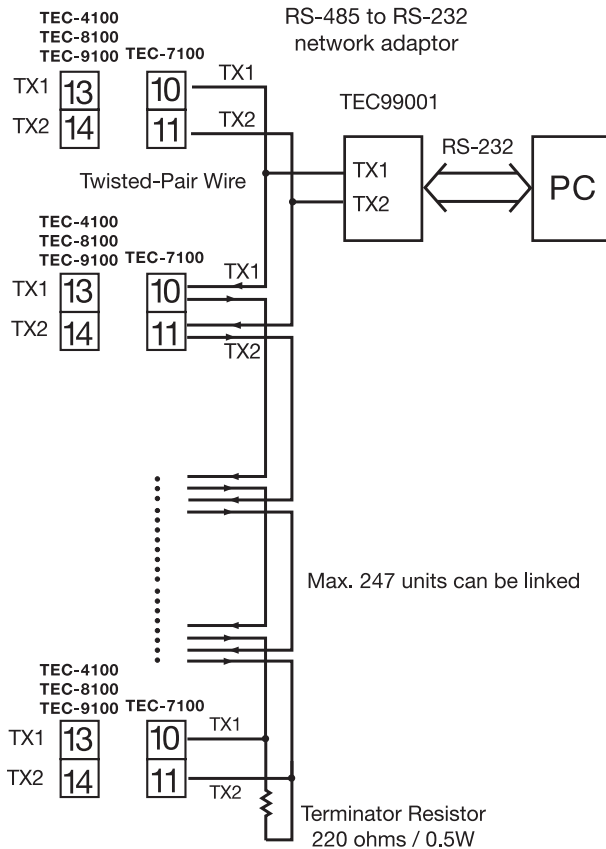 TEC-4100
TEC-8100
TEC-9100 TEC-7100
RS-485 to RS-232
network adaptor
TX1 13 10 TX1
TX2 14 11 TX2
TEC99001
TX1
TX2
RS-232
PC
Twisted-Pair Wire
TEC-4100
TEC-8100
TEC-9100 TEC-7100
TX1 13 10 TX1
TX2 14 11 TX2
Max. 247 units can be linked
TEC-4100
TEC-8100
TEC-9100 TEC-7100
TX1 13 10 TX1
TX2 14 11 TX2
Terminator Resistor
220 ohms / 0.5W